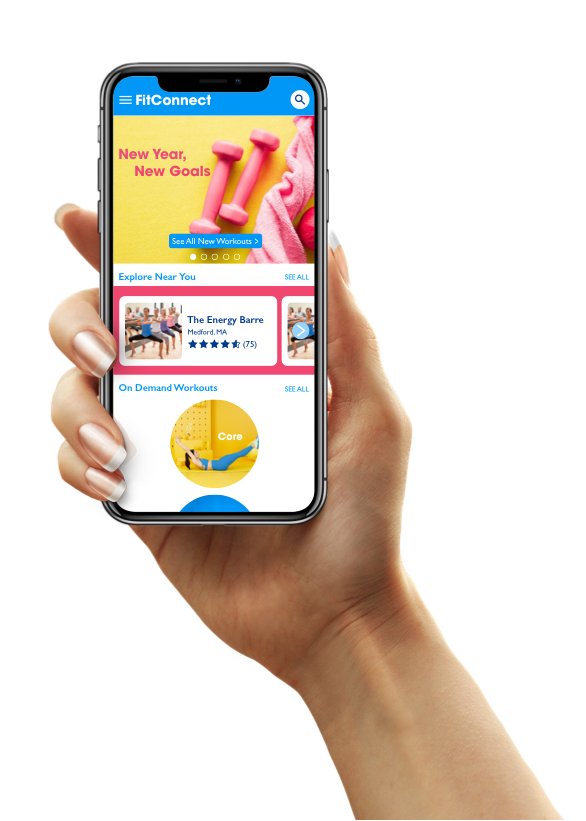 FitConnect
New Year,
New Goals
See All New Workouts >
Explore Near You
SEE ALL
The Energy Barre
Medford, MA
(75)
On Demand Workouts
SEE ALL
Core